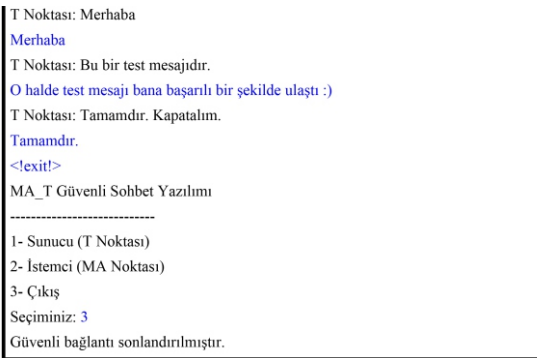 T Noktası: Merhaba
Merhaba
T Noktası: Bu bir test mesajıdır.
O halde test mesajı bana başarılı bir şekilde ulaştı :)
T Noktası: Tamamdır. Kapatalım.
Tamamdır.
<!exit!>
MA_T Güvenli Sohbet Yazılımı
----------------------------
1- Sunucu (T Noktası)
2- İstemci (MA Noktası)
3- Çıkış
Seçiminiz: 3
Güvenli bağlantı sonlandırılmıştır.